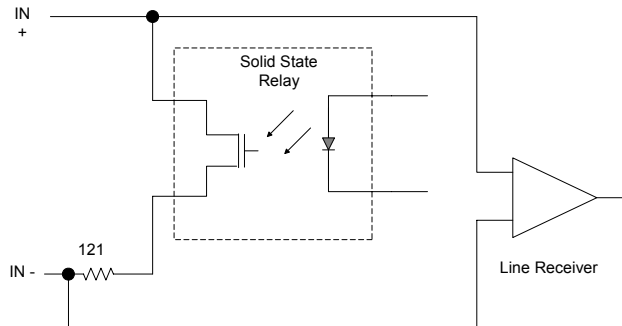 IN
+
Solid State
Relay
121
IN -
Line Receiver